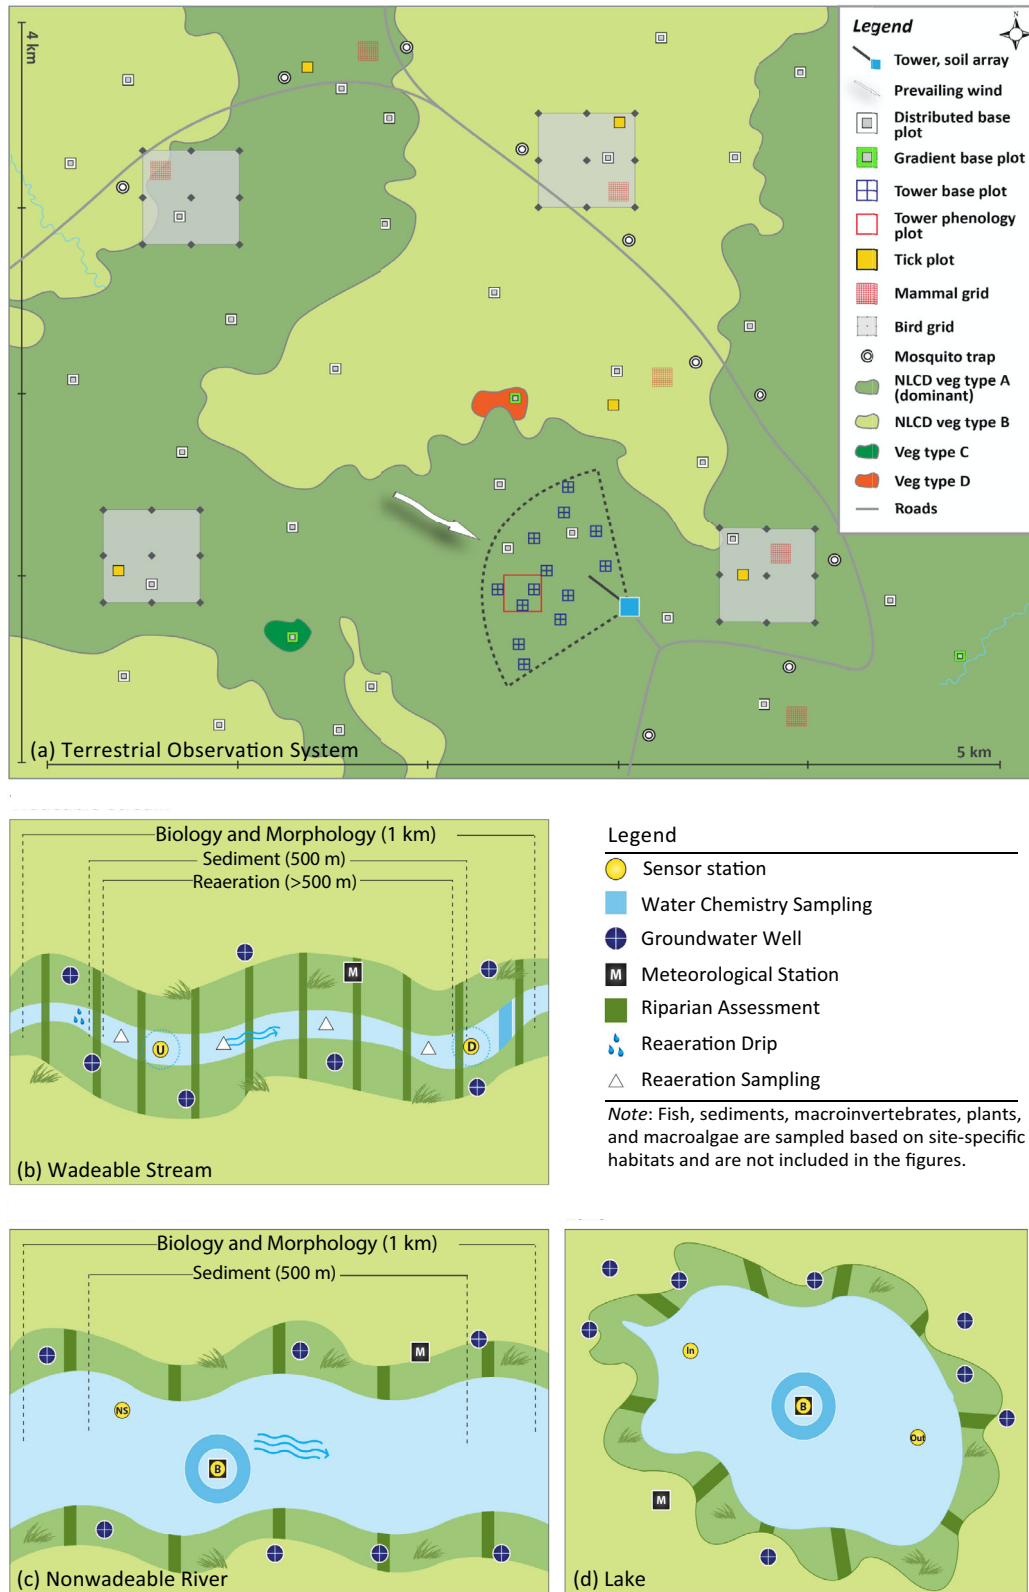 4 km
Legend
N
Tower, soil array
Prevailing wind
Distributed base
plot
Gradient base plot
Tower base plot
Tower phenology
plot
Tick plot
Mammal grid
Bird grid
Mosquito trap
NLCD veg type A
(dominant)
NLCD veg type B
Veg type C
Veg type D
Roads
(a) Terrestrial Observation System
5 km
Biology and Morphology (1 km)
Sediment (500 m)
Reaeration (>500 m)
M
U
D
(b) Wadeable Stream
Legend
Sensor station
Water Chemistry Sampling
Groundwater Well
M
Meteorological Station
Riparian Assessment
Reaeration Drip
Reaeration Sampling
Note: Fish, sediments, macroinvertebrates, plants,
and macroalgae are sampled based on site-specific
habitats and are not included in the figures.
Biology and Morphology (1 km)
Sediment (500 m)
M
NS
B
(c) Nonwadeable River
In
B
Out
M
(d) Lake